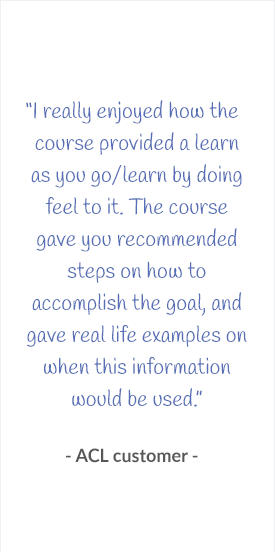 "I really enjoyed how the
course provided a learn
as you go/learn by doing
feel to it. The course
gave you recommended
steps on how to
accomplish the goal, and
gave real life examples on
when this information
would be used."
- ACL customer -